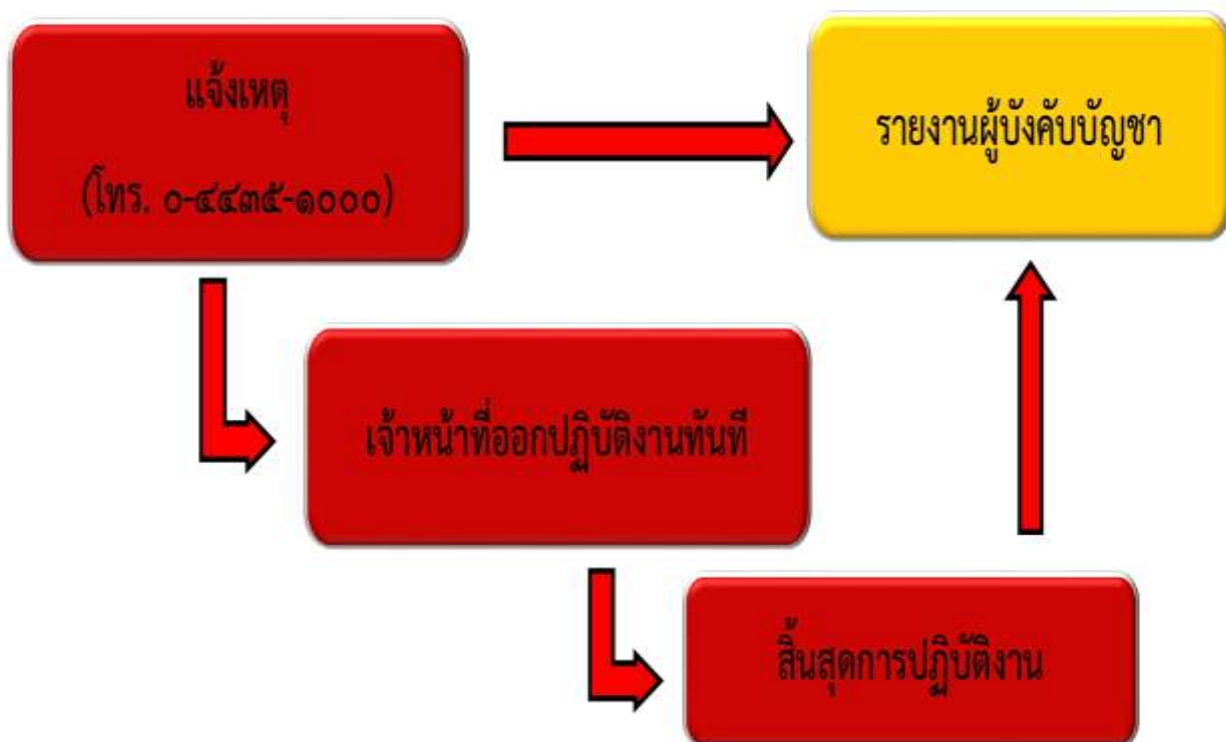 แจ้งเหตุ
(โทร. ๐-๔๔๓๕-๑๐๐๐)
รายงานผู้บังคับบัญชา
เจ้าหน้าที่ออกปฏิบัติงานทันที
สิ้นสุดการปฏิบัติงาน